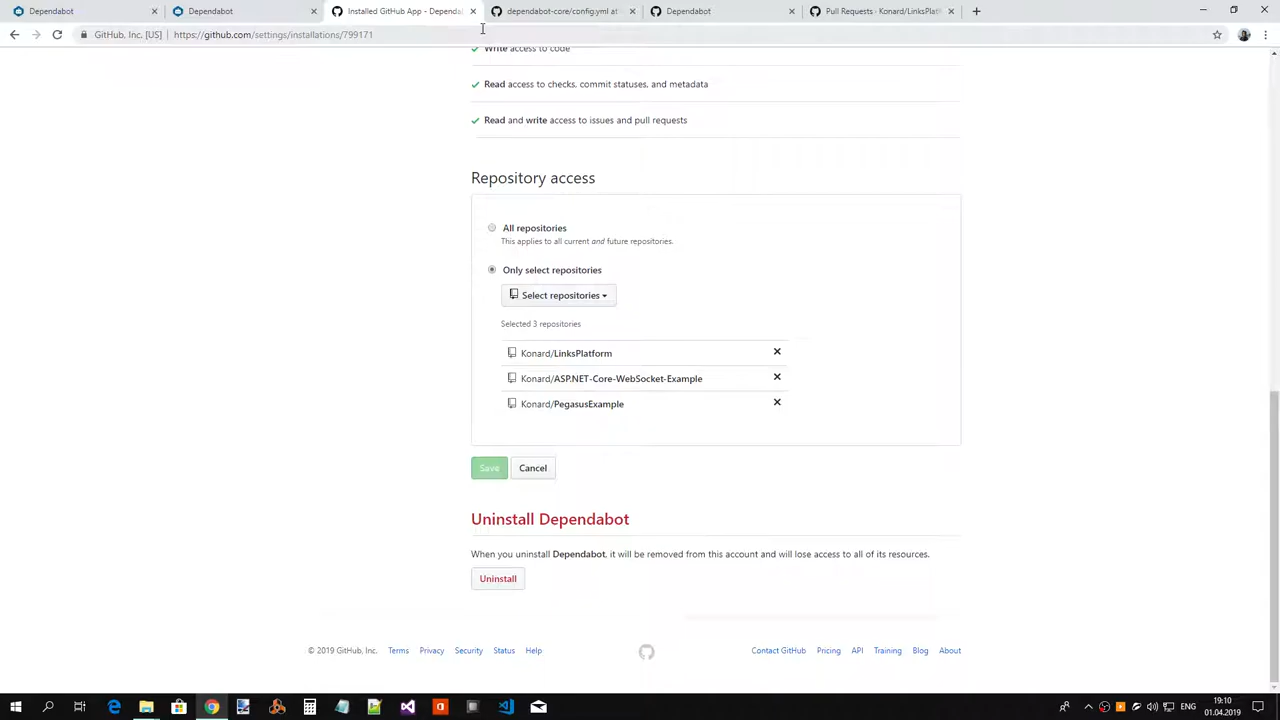 Dependabot
Dependabot
Installed GitHub App - Dependal
dependabot-core/config.yml at
Dependabot
Pull Requests · Konard/LinksPlatf
GitHub, Inc. [US] | https://github.com/settings/installations/799171
Write access to code
Read access to checks, commit statuses, and metadata
Read and write access to issues and pull requests
Repository access
All repositories
This applies to all current and future repositories.
Only select repositories
Select repositories
Selected 3 repositories
Konard/LinksPlatform
Konard/ASP.NET-Core-WebSocket-Example
Konard/PegasusExample
Save Cancel
Uninstall Dependabot
When you uninstall Dependabot, it will be removed from this account and will lose access to all of its resources.
Uninstall
© 2019 GitHub, Inc. Terms Privacy Security Status Help Contact GitHub Pricing API Training Blog About
ENG
19:10
01.04.2019